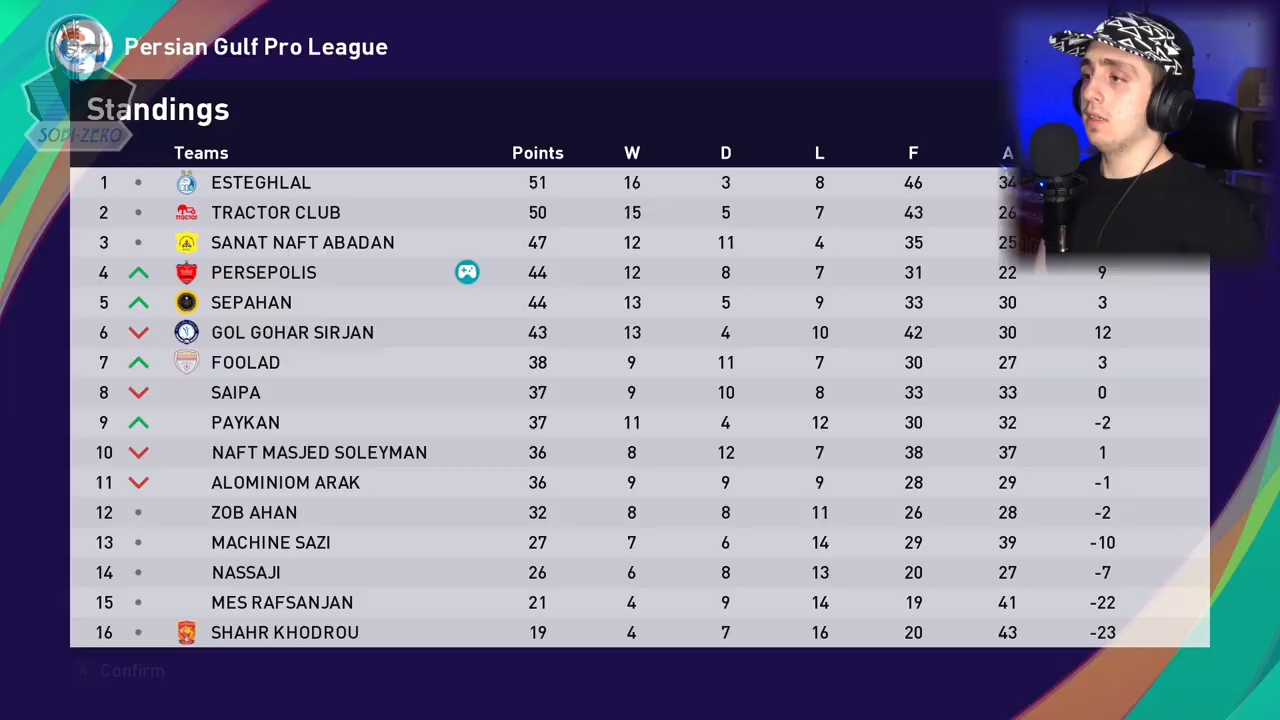 Persian Gulf Pro League
Standings
SODI-ZERO
Teams Points W D L F A
1 ESTEGHLAL 51 16 3 8 46 34
2 TRACTOR CLUB 50 15 5 7 43 26
3 SANAT NAFT ABADAN 47 12 11 4 35 25
4 PERSEPOLIS 44 12 8 7 31 22 9
5 SEPAHAN 44 13 5 9 33 30 3
6 GOL GOHAR SIRJAN 43 13 4 10 42 30 12
7 FOOLAD 38 9 11 7 30 27 3
8 SAIPA 37 9 10 8 33 33 0
9 PAYKAN 37 11 4 12 30 32 -2
10 NAFT MASJED SOLEYMAN 36 8 12 7 38 37 1
11 ALOMINIOM ARAK 36 9 9 9 28 29 -1
12 ZOB AHAN 32 8 8 11 26 28 -2
13 MACHINE SAZI 27 7 6 14 29 39 -10
14 NASSAJI 26 6 8 13 20 27 -7
15 MES RAFSANJAN 21 4 9 14 19 41 -22
16 SHAHR KHODROU 19 4 7 16 20 43 -23
A Confirm